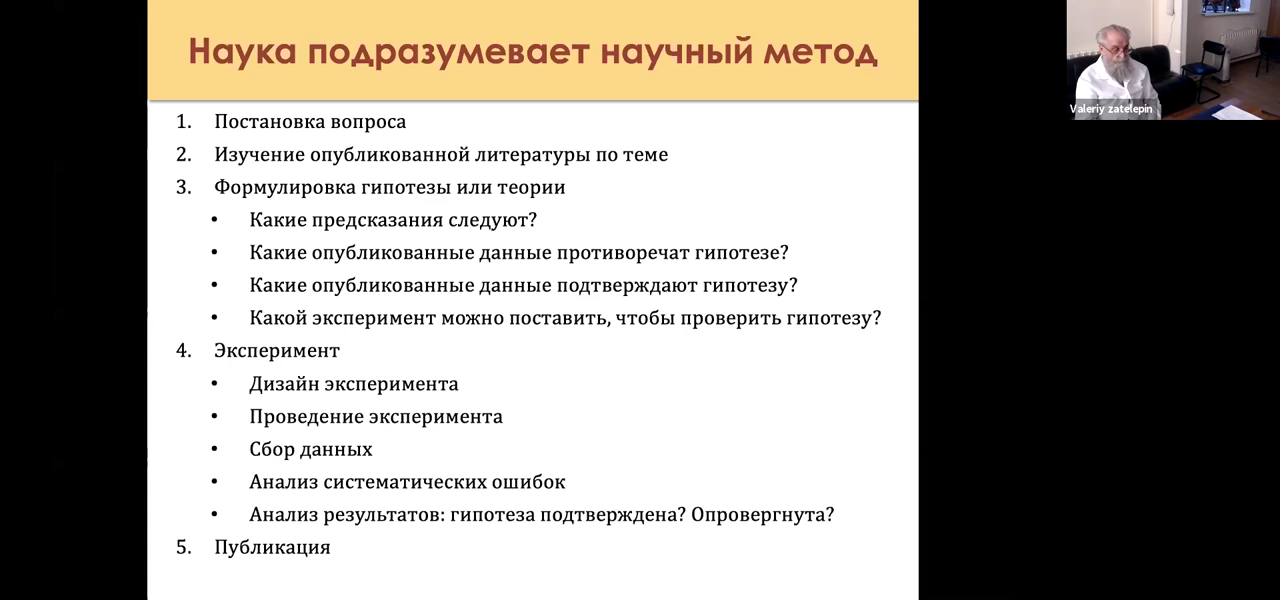 Наука подразумевает научный метод
1. Постановка вопроса
2. Изучение опубликованной литературы по теме
3. Формулировка гипотезы или теории
• Какие предсказания следуют?
• Какие опубликованные данные противоречат гипотезе?
• Какие опубликованные данные подтверждают гипотезу?
• Какой эксперимент можно поставить, чтобы проверить гипотезу?
4. Эксперимент
• Дизайн эксперимента
• Проведение эксперимента
• Сбор данных
• Анализ систематических ошибок
• Анализ результатов: гипотеза подтверждена? Опровергнута?
5. Публикация
Valeriy zatelepin